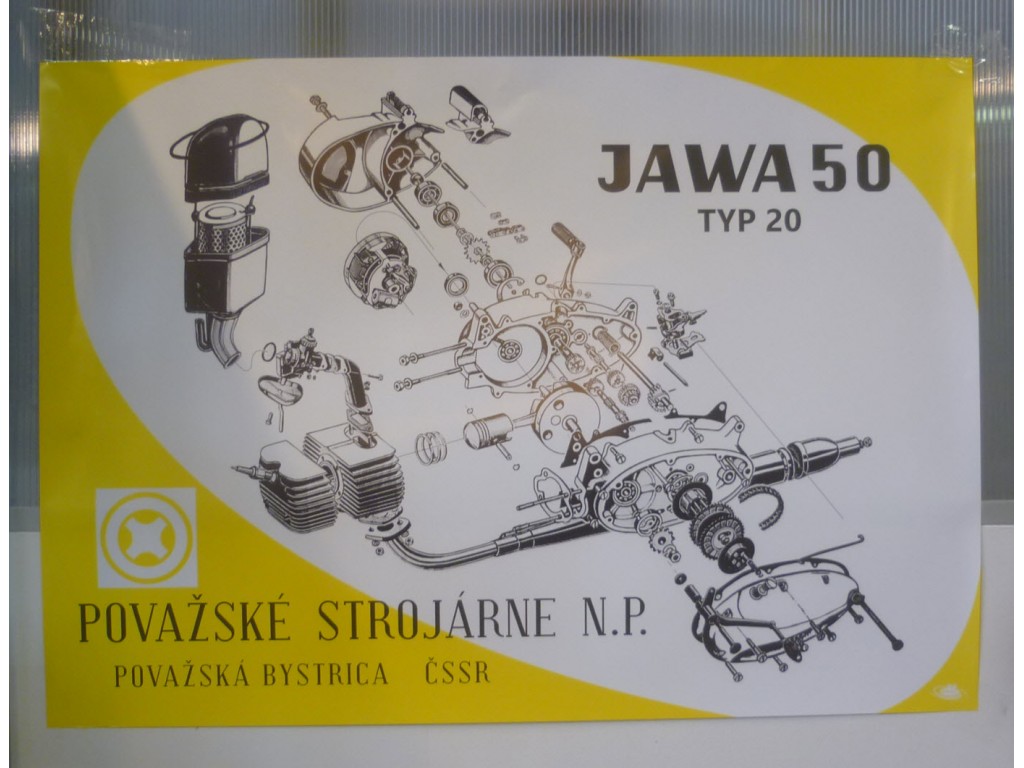 JAWA 50
TYP 20
POVAŽSKÉ STROJÁRNE N.P.
POVAŽSKÁ BYSTRICA ČSSR